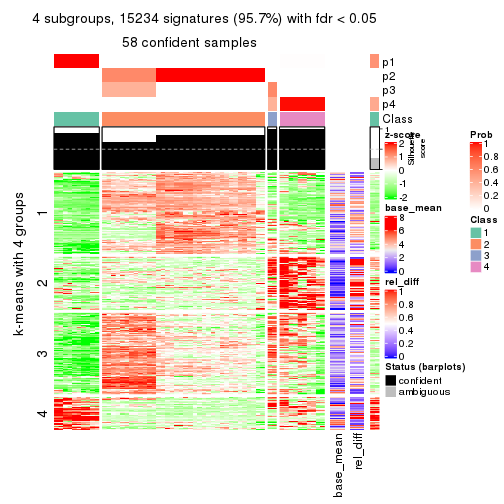 4 subgroups, 15234 signatures (95.7%) with fdr < 0.05
58 confident samples
p1
p2
p3
p4
Class
1
Silhouette
score
k-means with 4 groups
1
2
3
4
base_mean
rel_diff
z-score
2
1
0
-1
-2
base_mean
8
6
4
2
0
rel_diff
1
0.8
0.6
0.4
0.2
0
Status (barplots)
confident
ambiguous
Prob
1
0.8
0.6
0.4
0.2
0
Class
1
2
3
4